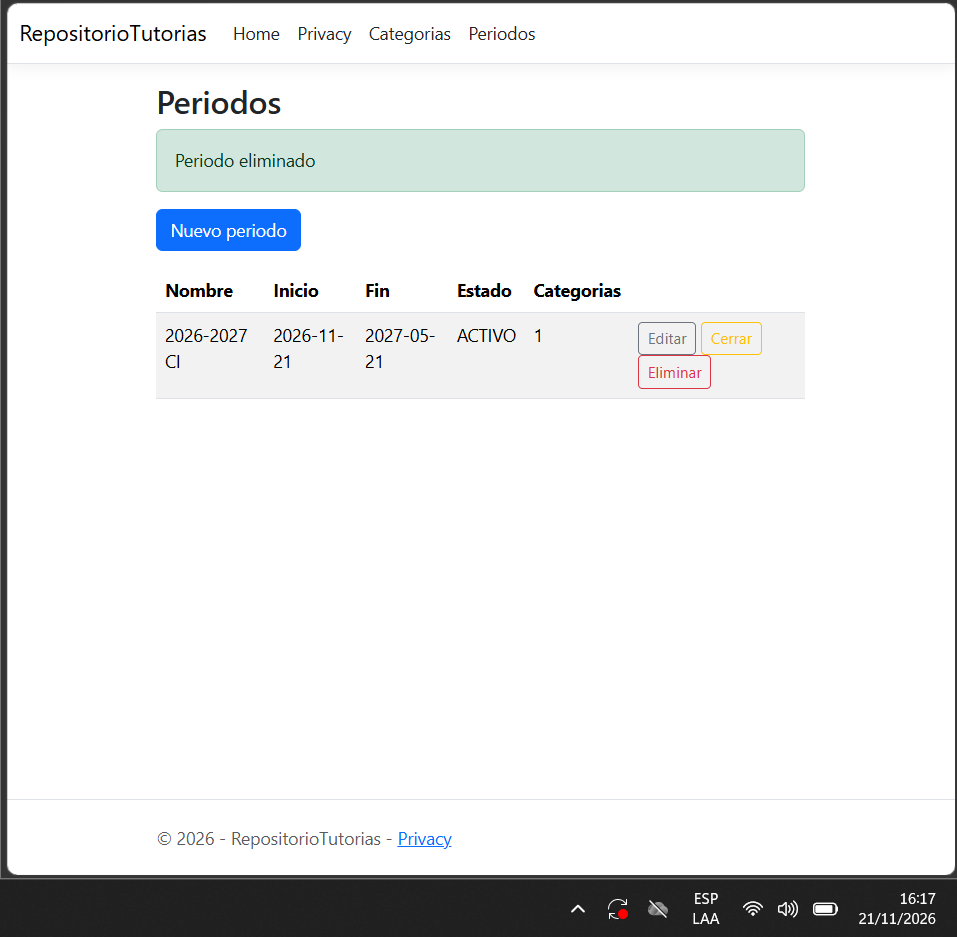 RepositorioTutorias Home Privacy Categorias Periodos
Periodos
Periodo eliminado
Nuevo periodo
Nombre Inicio Fin Estado Categorias
2026-2027 2026-11- 2027-05- ACTIVO 1 Editar Cerrar
CI 21 21
Eliminar
© 2026 - RepositorioTutorias - Privacy
ESP 16:17
LAA 21/11/2026